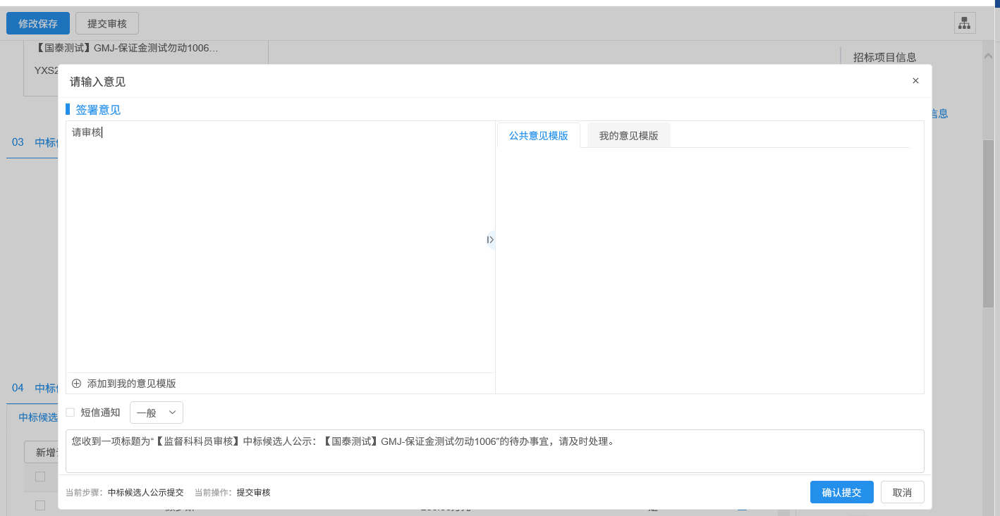 修改保存 提交审核
【国泰测试】GMJ-保证金测试勿动1006…
招标项目信息
YXS2
请输入意见 ×
签署意见
信息
请审核
公共意见模版 我的意见模版
03 中标
添加到我的意见模版
04 中标
短信通知 一般
中标候选
您收到一项标题为“【监督科科员审核】中标候选人公示：【国泰测试】GMJ-保证金测试勿动1006”的待办事宜，请及时处理。
新增
当前步骤：中标候选人公示提交 当前操作：提交审核
确认提交 取消